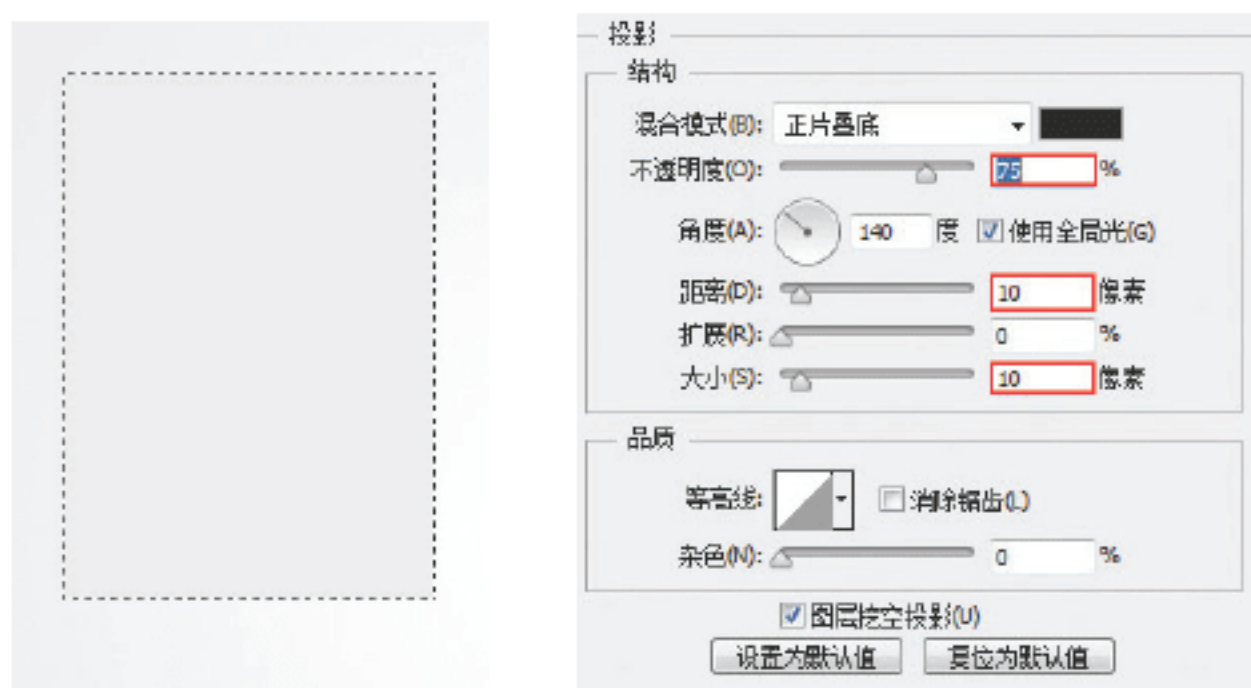 投影
结构
混合模式(B): 正片叠底
不透明度(O): 75 %
角度(A): 140 度 使用全局光(G)
距离(D): 10 像素
扩展(R): 0 %
大小(S): 10 像素
品质
等高线: 消除锯齿(L)
杂色(N): 0 %
图层挖空投影(U)
设置为默认值 复位为默认值